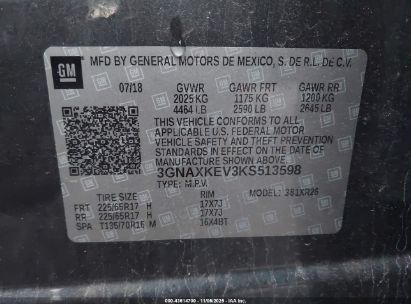 GM
MFD BY GENERAL MOTORS DE MEXICO, S. DE R.L. DE C.V.
07/18 GVWR GAWR FRT GAWR RR
2025 KG 1175 KG 1200 KG
4464 LB 2590 LB 2645 LB
THIS VEHICLE CONFORMS TO ALL
APPLICABLE U.S. FEDERAL MOTOR
VEHICLE SAFETY AND THEFT PREVENTION
STANDARDS IN EFFECT ON THE DATE
OF MANUFACTURE SHOWN ABOVE.
3GNAXKEV3KS513598
TYPE: M.P.V. MODEL: 381XR26
TIRE SIZE SPEED RTG RIM
FRT 225/65R17 H 17X7J
RR 225/65R17 H 17X7J
SPA T135/70R16 M 16X4BT